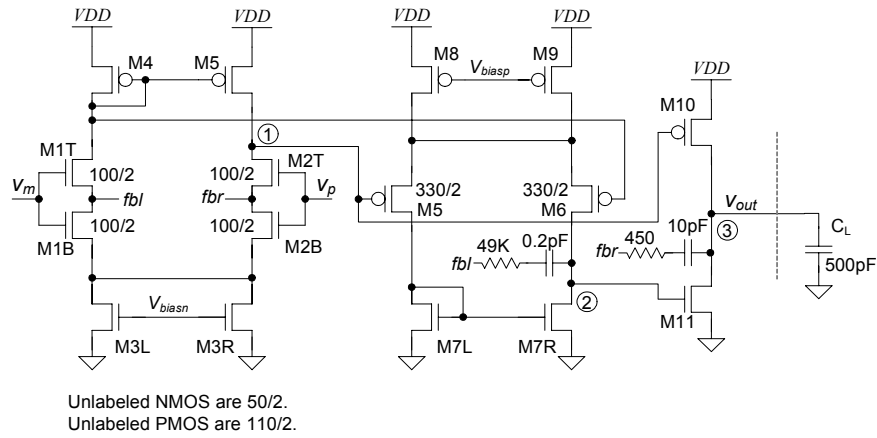 VDD VDD VDD VDD
M4 M5 M8 Vbiasp M9 VDD
M10
①
M1T M2T
100/2 100/2 330/2 330/2
Vm fbl fbr Vp M5 M6 Vout
100/2 100/2 49K 0.2pF 10pF ③ CL
M1B M2B fbl fbr 450 500pF
② M11
Vbiasn
M3L M3R M7L M7R
Unlabeled NMOS are 50/2.
Unlabeled PMOS are 110/2.